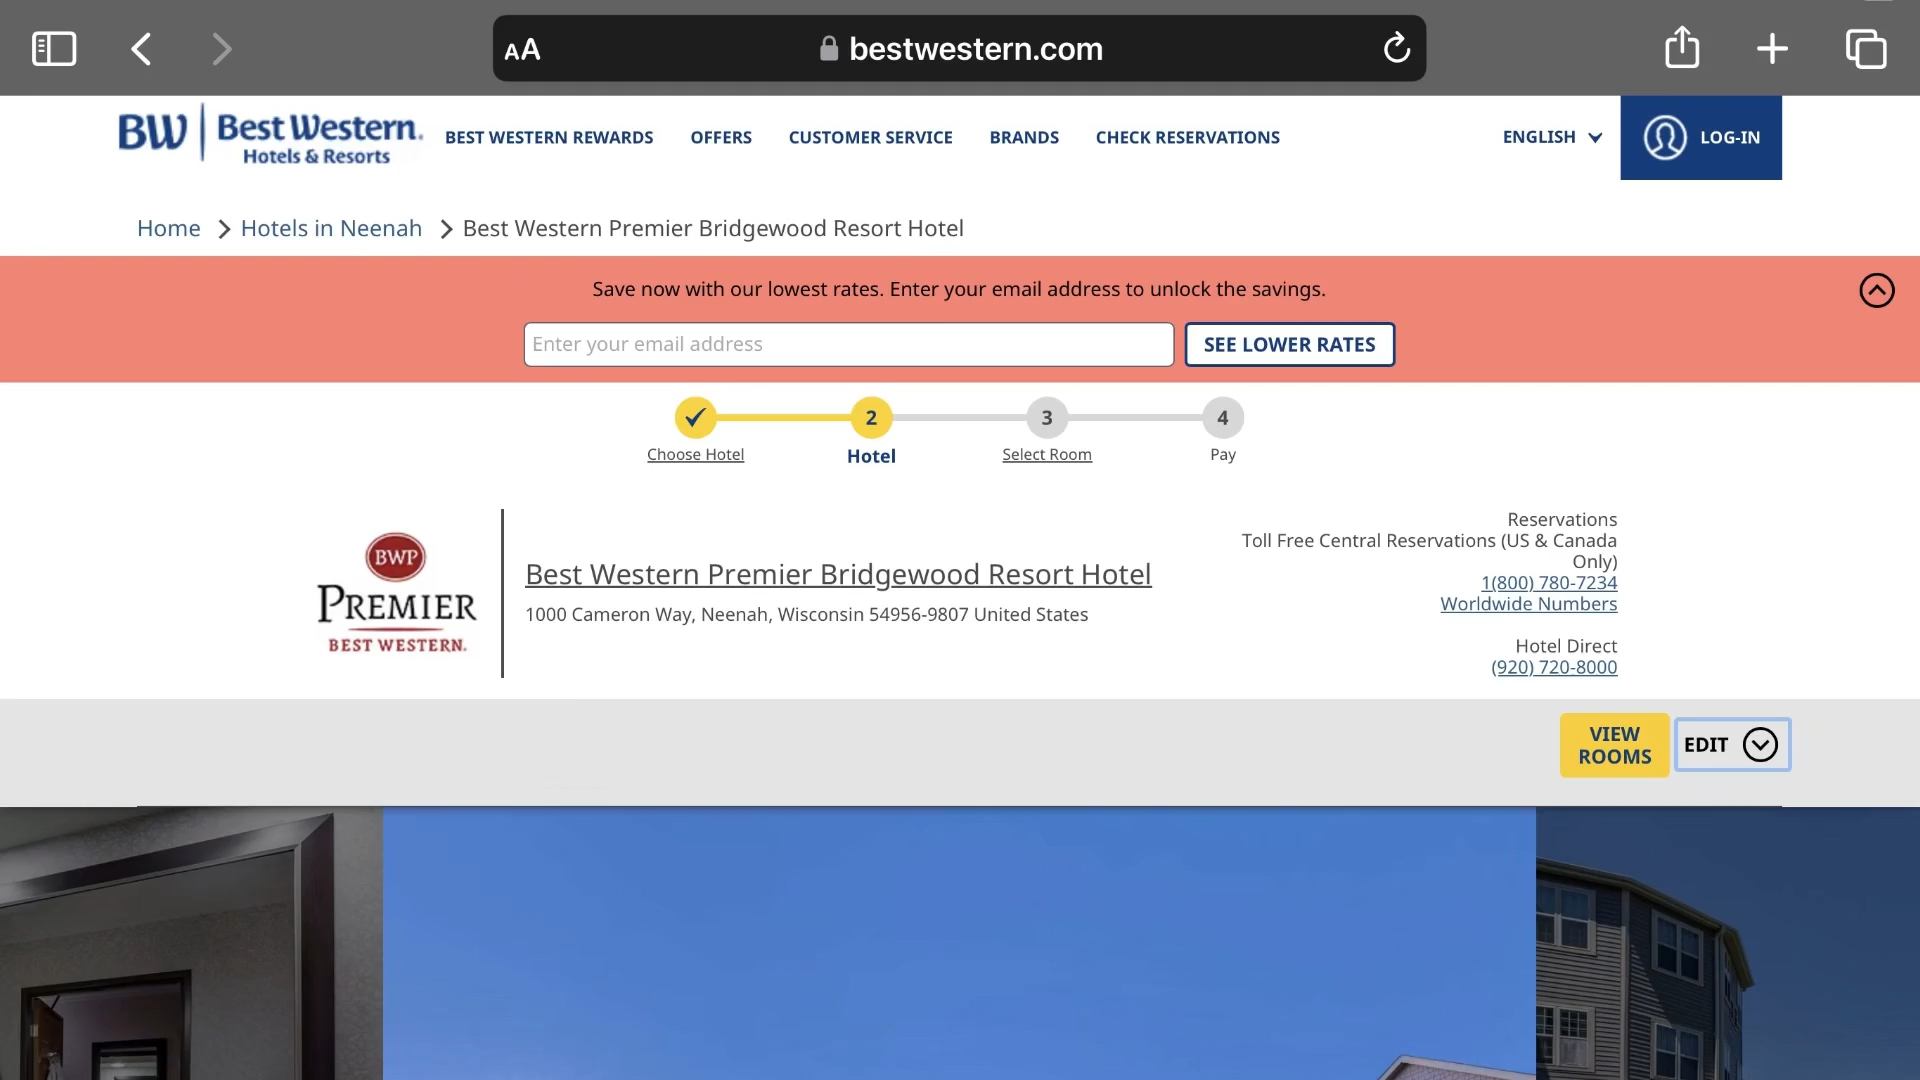 AA
bestwestern.com
BW
Best Western.
Hotels & Resorts
BEST WESTERN REWARDS
OFFERS
CUSTOMER SERVICE
BRANDS
CHECK RESERVATIONS
ENGLISH
LOG-IN
Home
Hotels in Neenah
Best Western Premier Bridgewood Resort Hotel
Save now with our lowest rates. Enter your email address to unlock the savings.
Enter your email address
SEE LOWER RATES
2
3
4
Choose Hotel
Hotel
Select Room
Pay
BWP
PREMIER
BEST WESTERN.
Best Western Premier Bridgewood Resort Hotel
1000 Cameron Way, Neenah, Wisconsin 54956-9807 United States
Reservations
Toll Free Central Reservations (US & Canada
Only)
1(800) 780-7234
Worldwide Numbers
Hotel Direct
(920) 720-8000
VIEW
ROOMS
EDIT